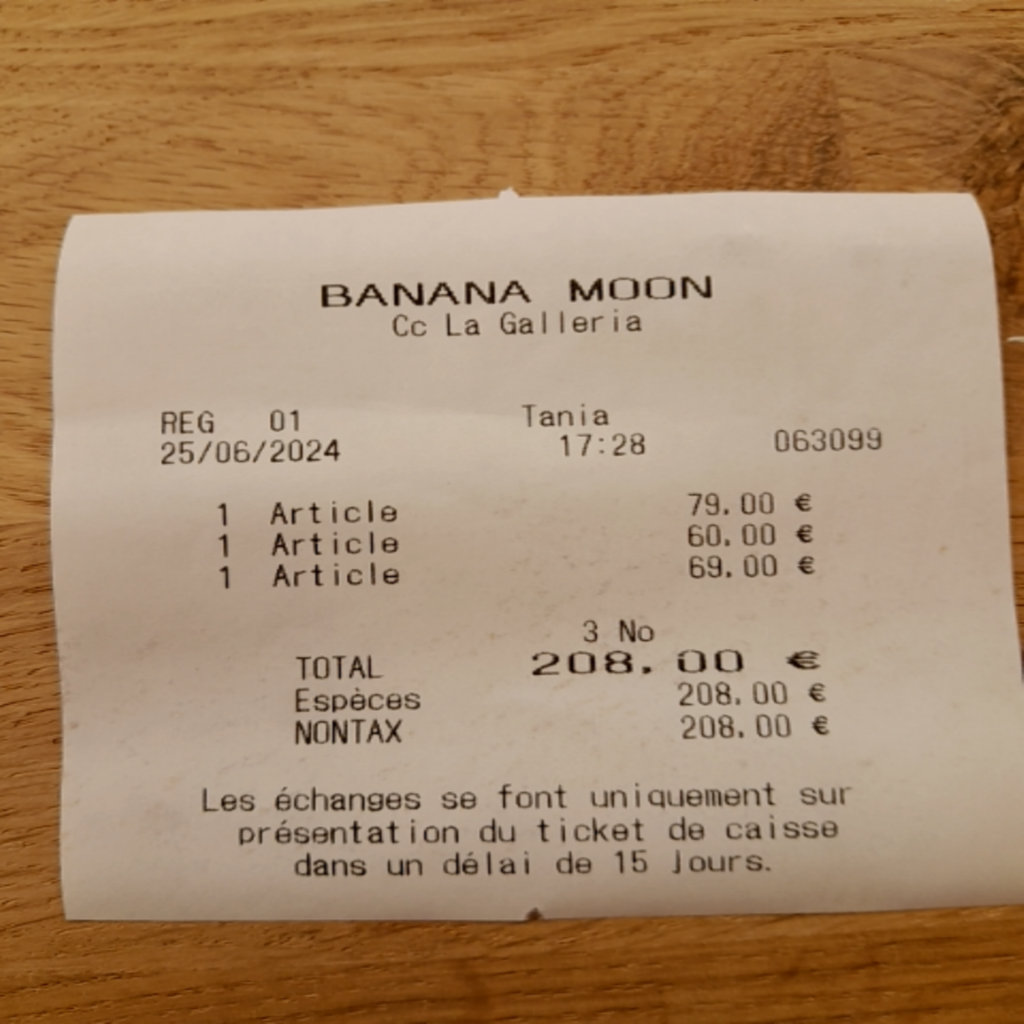 BANANA MOON
Cc La Galleria
REG 01 Tania
25/06/2024 17:28 063099
1 Article 79.00 €
1 Article 60.00 €
1 Article 69.00 €
3 No
TOTAL 208.00 €
Espèces 208.00 €
NONTAX 208.00 €
Les échanges se font uniquement sur
présentation du ticket de caisse
dans un délai de 15 jours.